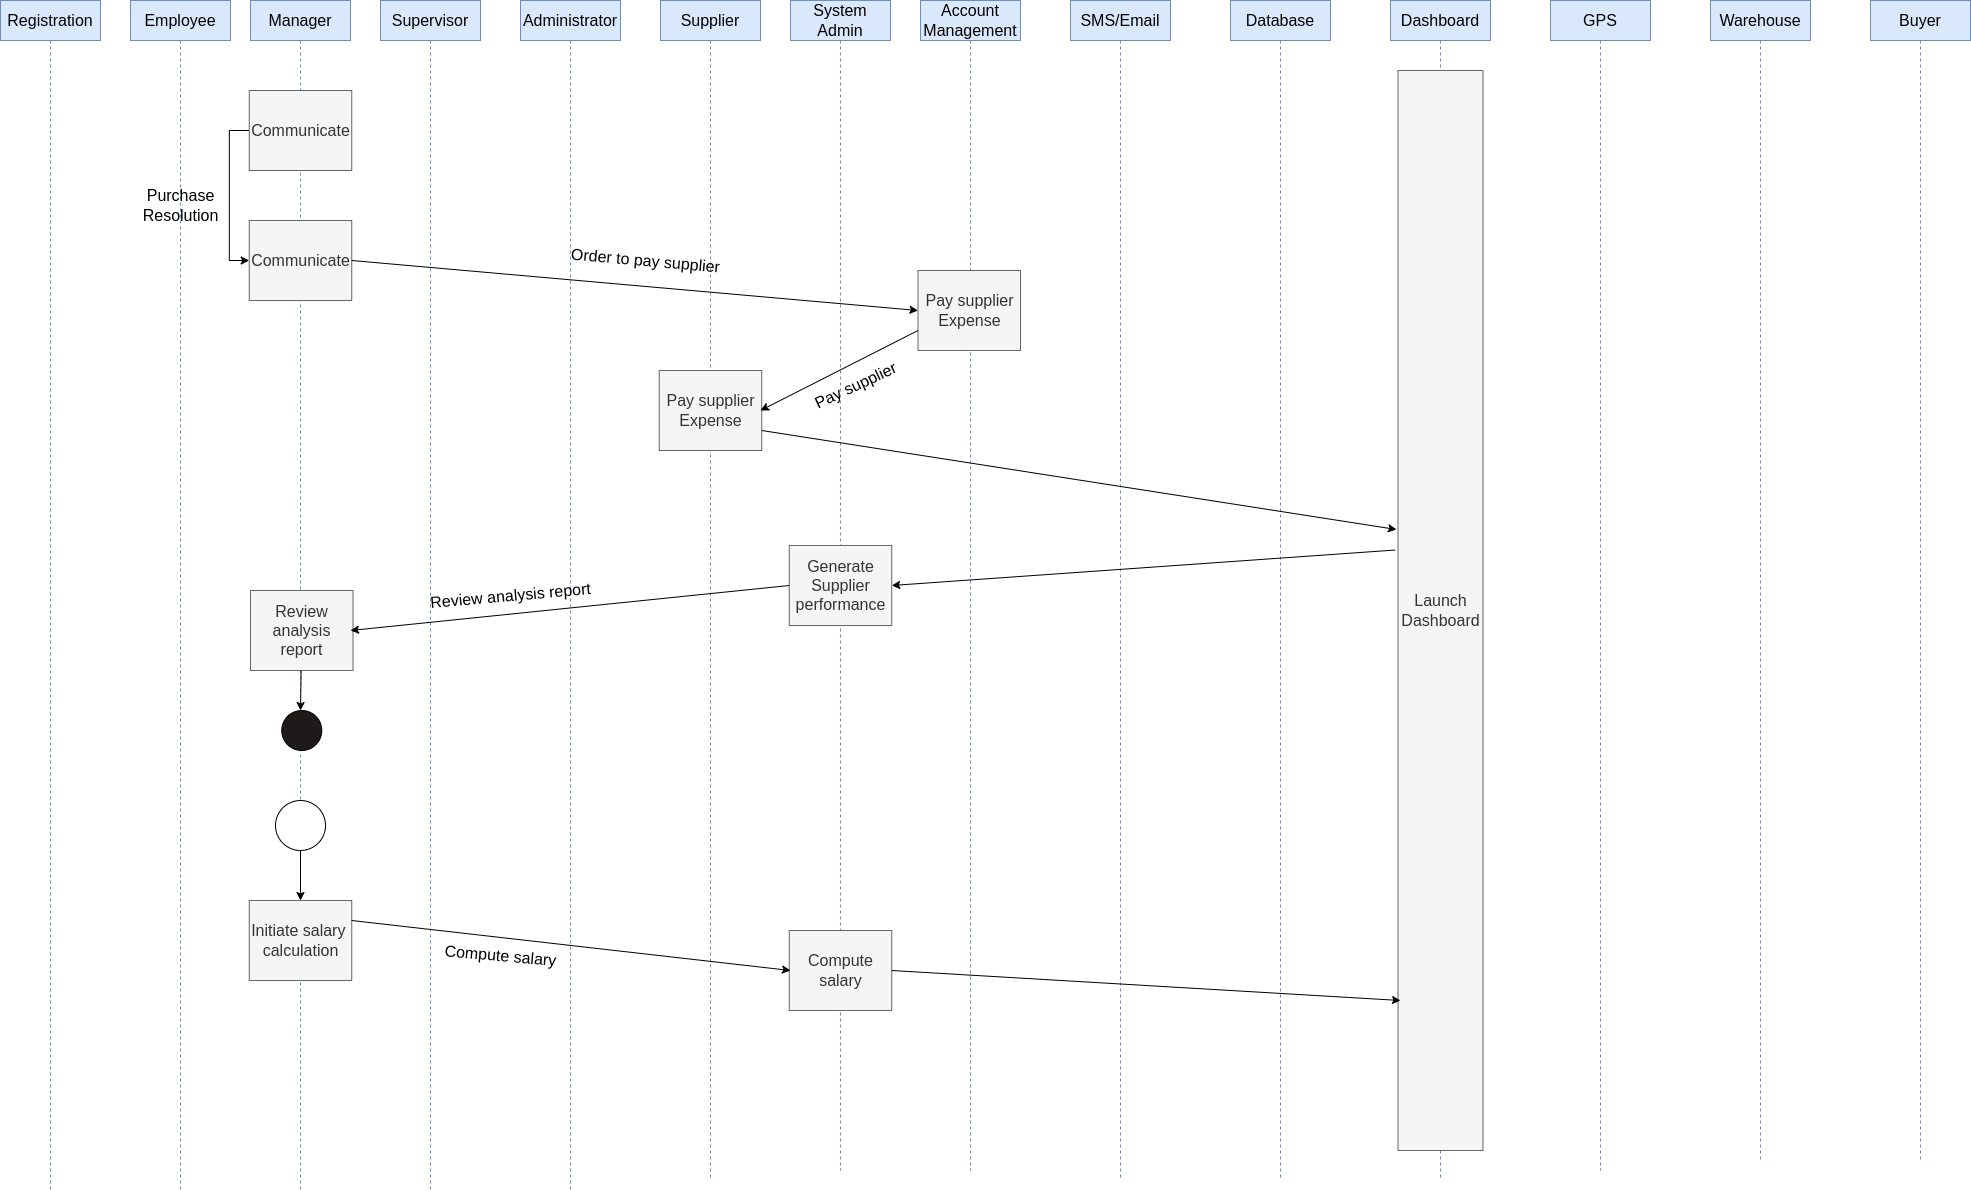 Registration
Employee
Manager
Supervisor
Administrator
Supplier
System
Admin
Account
Management
SMS/Email
Database
Dashboard
GPS
Warehouse
Buyer
Communicate
Purchase
Resolution
Communicate
Order to pay supplier
Pay supplier
Expense
Pay supplier
Pay supplier
Expense
Generate
Supplier
performance
Review analysis report
Review
analysis
report
Launch
Dashboard
Initiate salary
calculation
Compute salary
Compute
salary